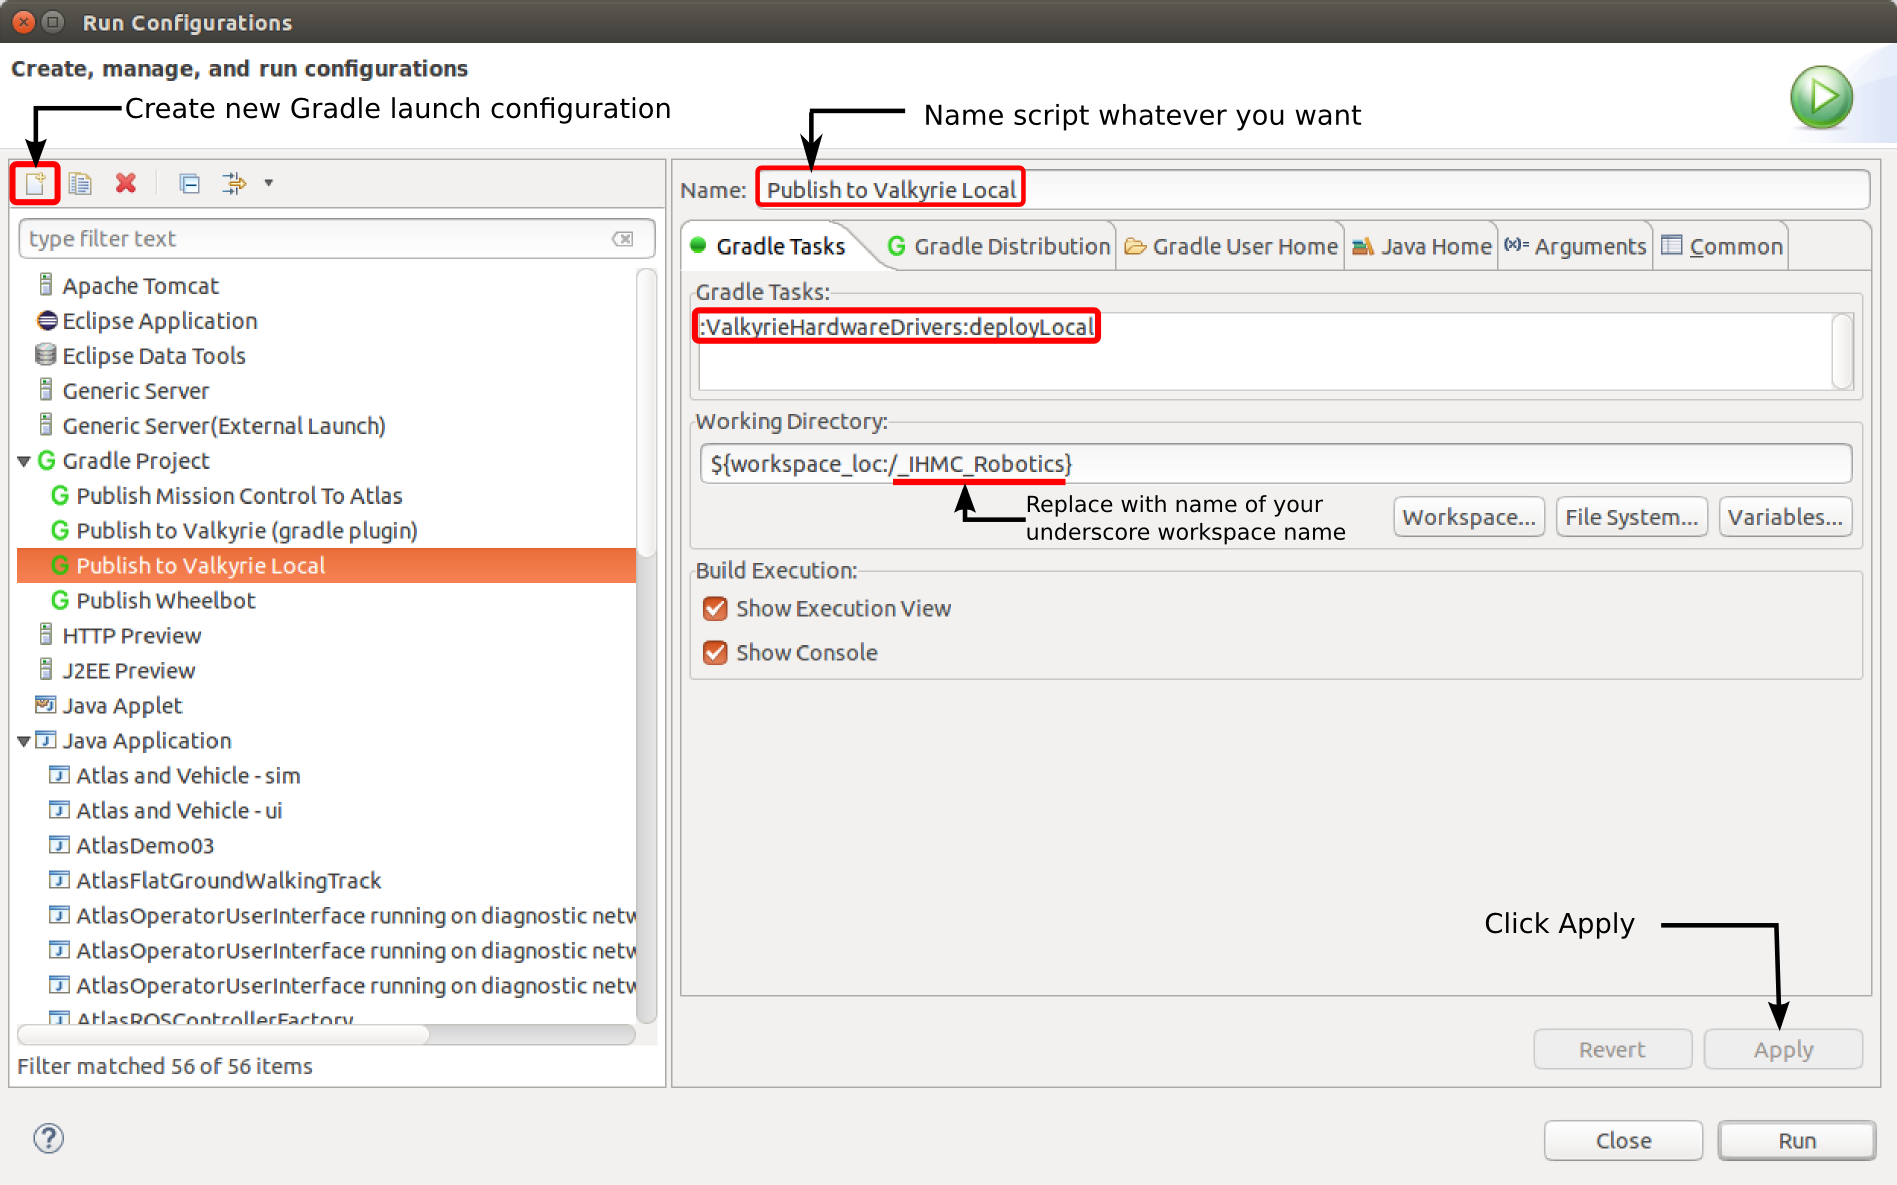 Run Configurations
Create, manage, and run configurations
Create new Gradle launch configuration
Name script whatever you want
Name: Publish to Valkyrie Local
type filter text
Apache Tomcat
Eclipse Application
Eclipse Data Tools
Generic Server
Generic Server(External Launch)
Gradle Project
Publish Mission Control To Atlas
Publish to Valkyrie (gradle plugin)
Publish to Valkyrie Local
Publish Wheelbot
HTTP Preview
J2EE Preview
Java Applet
Java Application
Atlas and Vehicle - sim
Atlas and Vehicle - ui
AtlasDemo03
AtlasFlatGroundWalkingTrack
AtlasOperatorUserInterface running on diagnostic netw
AtlasOperatorUserInterface running on diagnostic netw
AtlasOperatorUserInterface running on diagnostic netw
AtlasROSControllerFactory
Filter matched 56 of 56 items
Gradle Tasks Gradle Distribution Gradle User Home Java Home (x)= Arguments Common
Gradle Tasks:
:ValkyrieHardwareDrivers:deployLocal
Working Directory:
${workspace_loc:/_IHMC_Robotics}
Replace with name of your
underscore workspace name
Workspace... File System... Variables...
Build Execution:
Show Execution View
Show Console
Click Apply
Revert Apply
Close Run